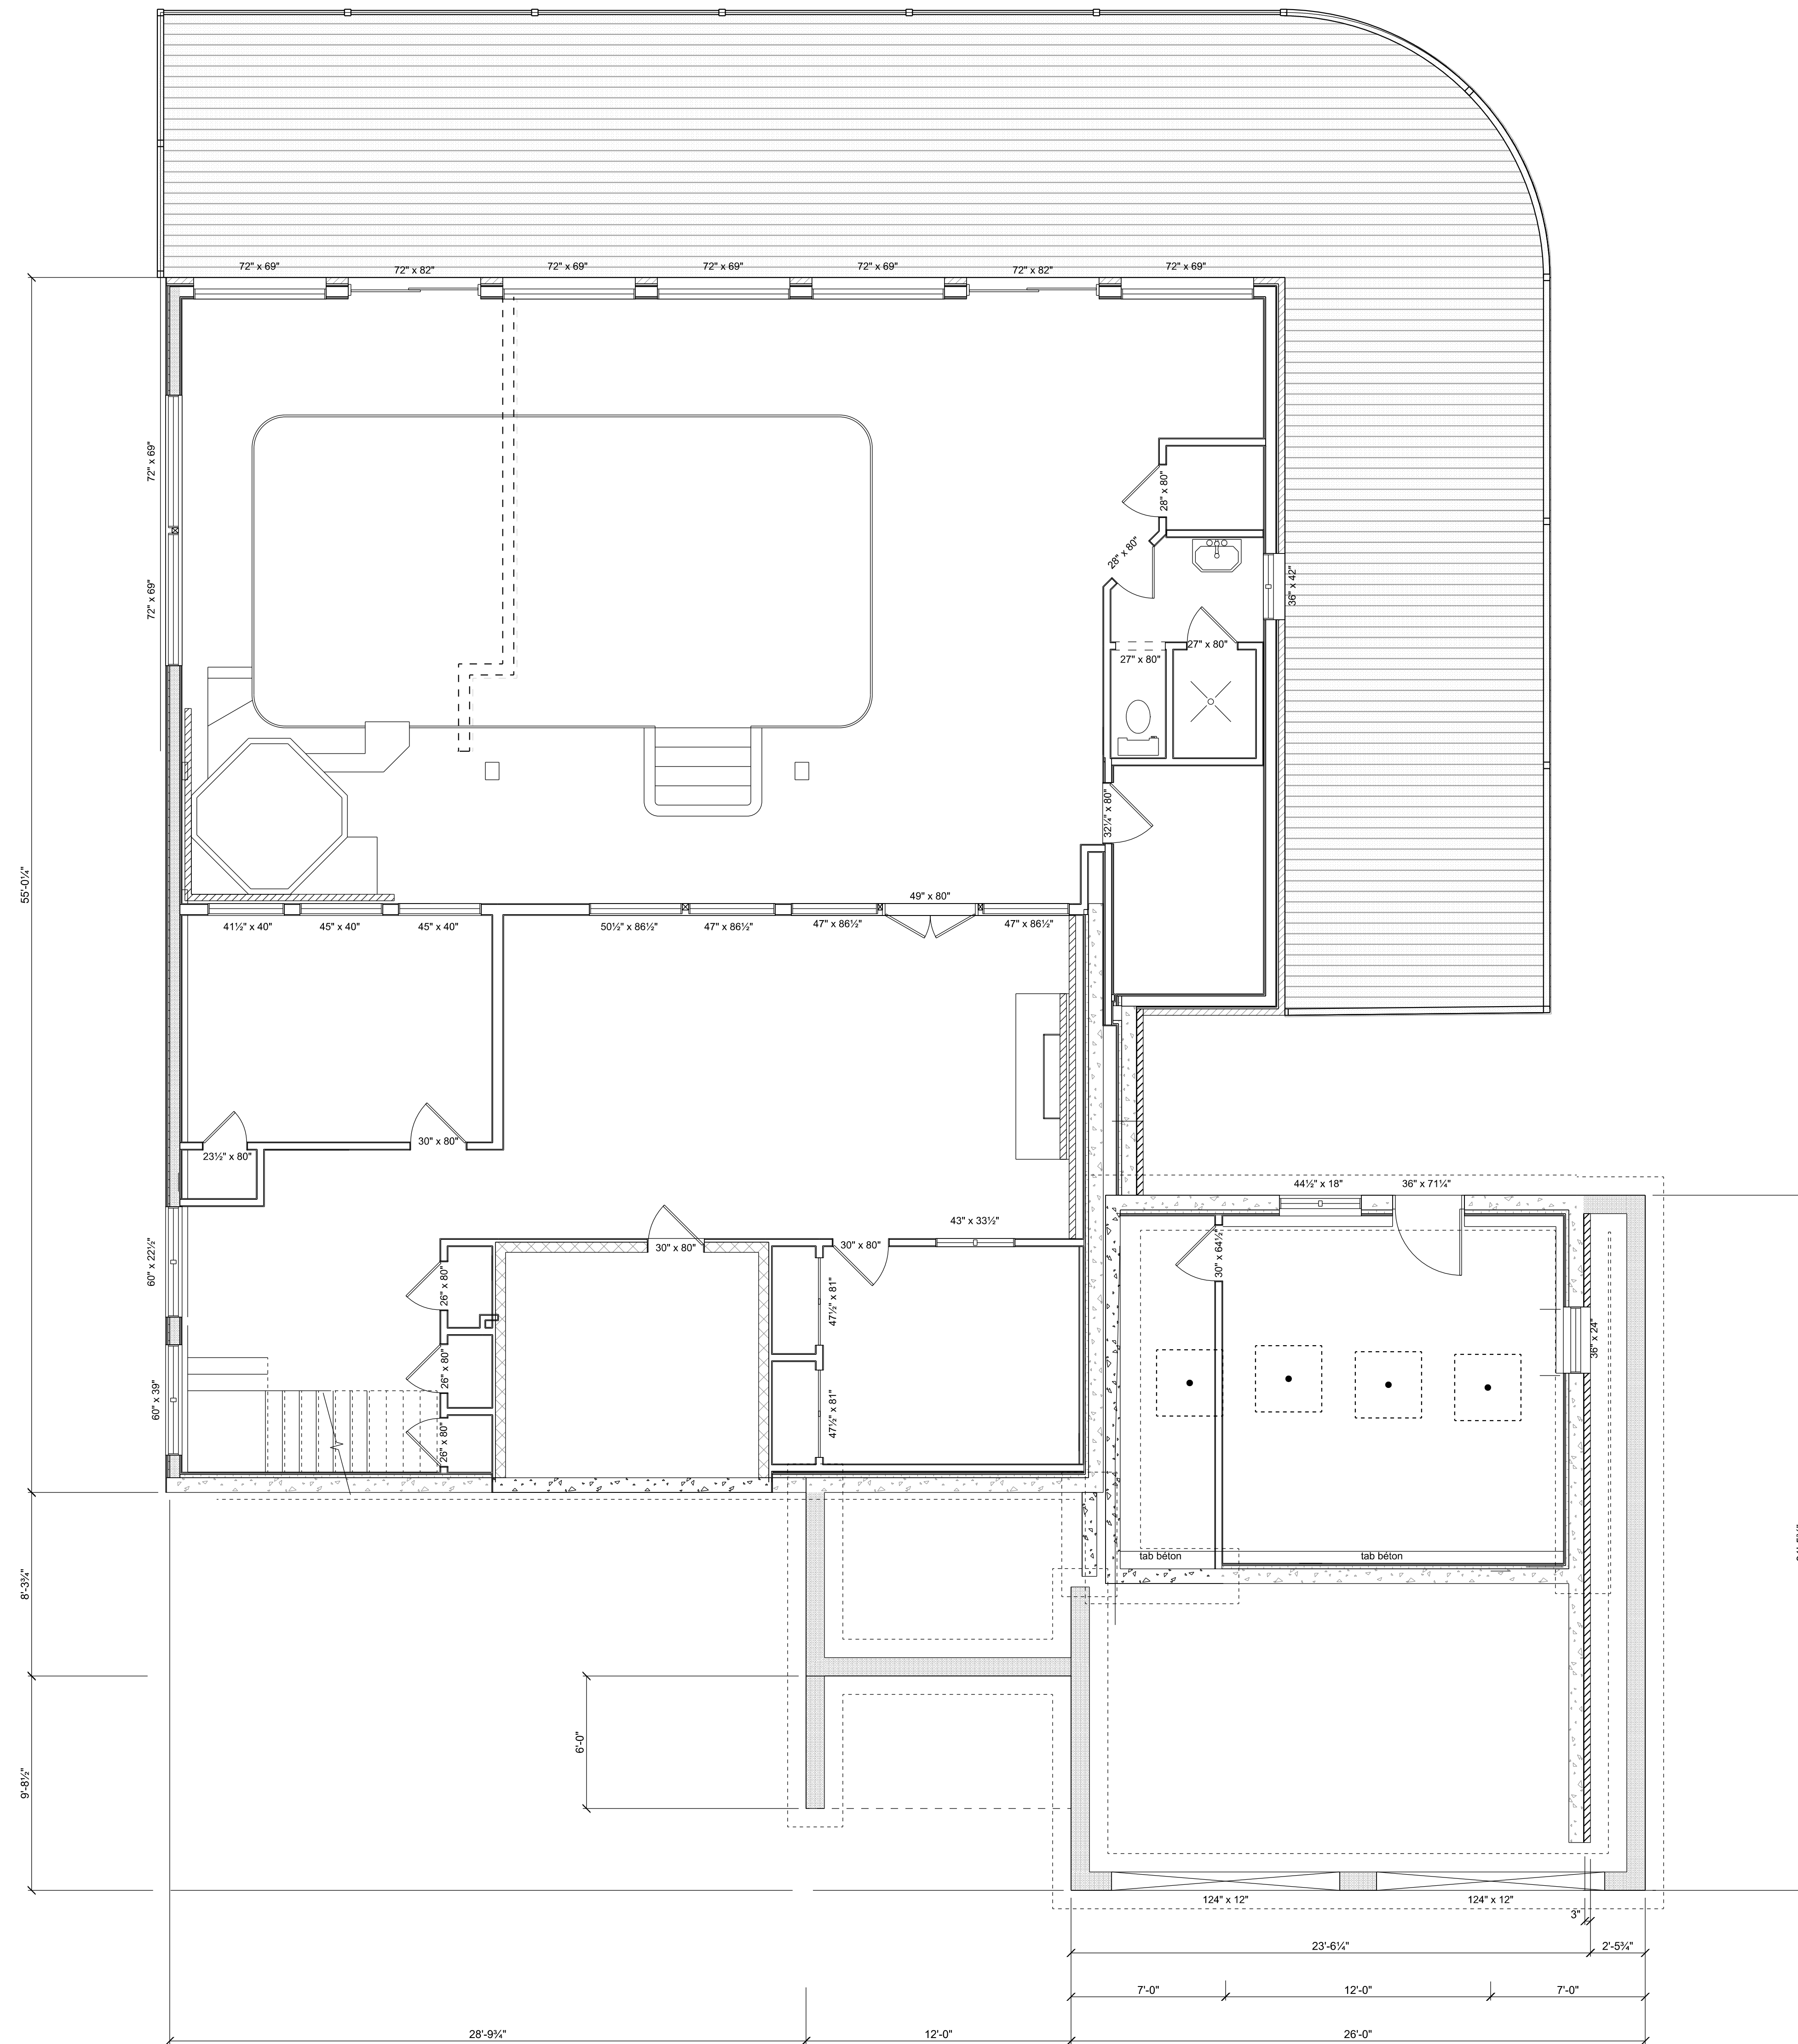 72" x 69"
72" x 82"
72" x 69"
72" x 69"
72" x 69"
72" x 82"
72" x 69"
72" x 69"
28" x 80"
28" x 80"
36" x 42"
72" x 69"
27" x 80"
27" x 80"
32¼" x 80"
55'-0¼"
49" x 80"
41½" x 40"
45" x 40"
45" x 40"
50½" x 86½"
47" x 86½"
47" x 86½"
47" x 86½"
30" x 80"
23½" x 80"
44½" x 18"
36" x 71¼"
43" x 33½"
30" x 80"
30" x 80"
30" x 64½"
60" x 22½"
26" x 80"
47½" x 81"
36" x 24"
26" x 80"
60" x 39"
47½" x 81"
26" x 80"
tab béton
tab béton
8'-3¾"
6'-0"
9'-8½"
124" x 12"
124" x 12"
3"
23'-6¼"
2'-5¾"
7'-0"
12'-0"
7'-0"
28'-9¾"
12'-0"
26'-0"